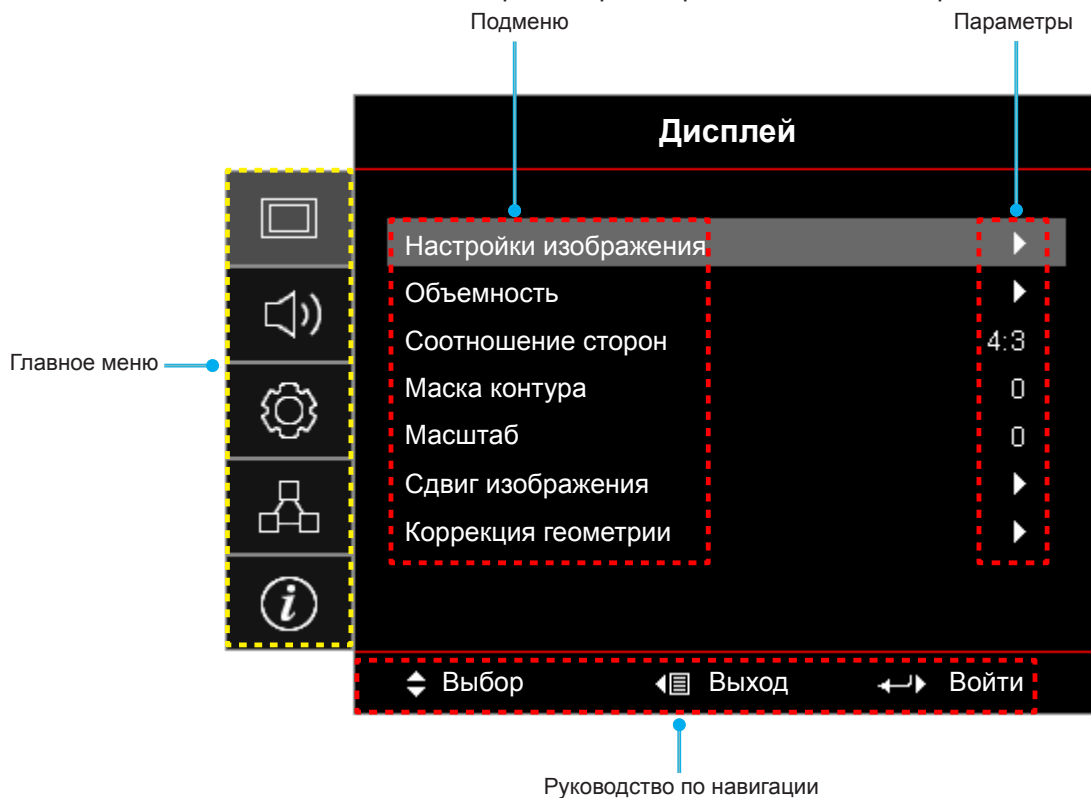 Подменю
Параметры
Дисплей
Настройки изображения
Объемность
Соотношение сторон 4:3
Главное меню
Маска контура 0
Масштаб 0
Сдвиг изображения
Коррекция геометрии
Выбор Выход Войти
Руководство по навигации